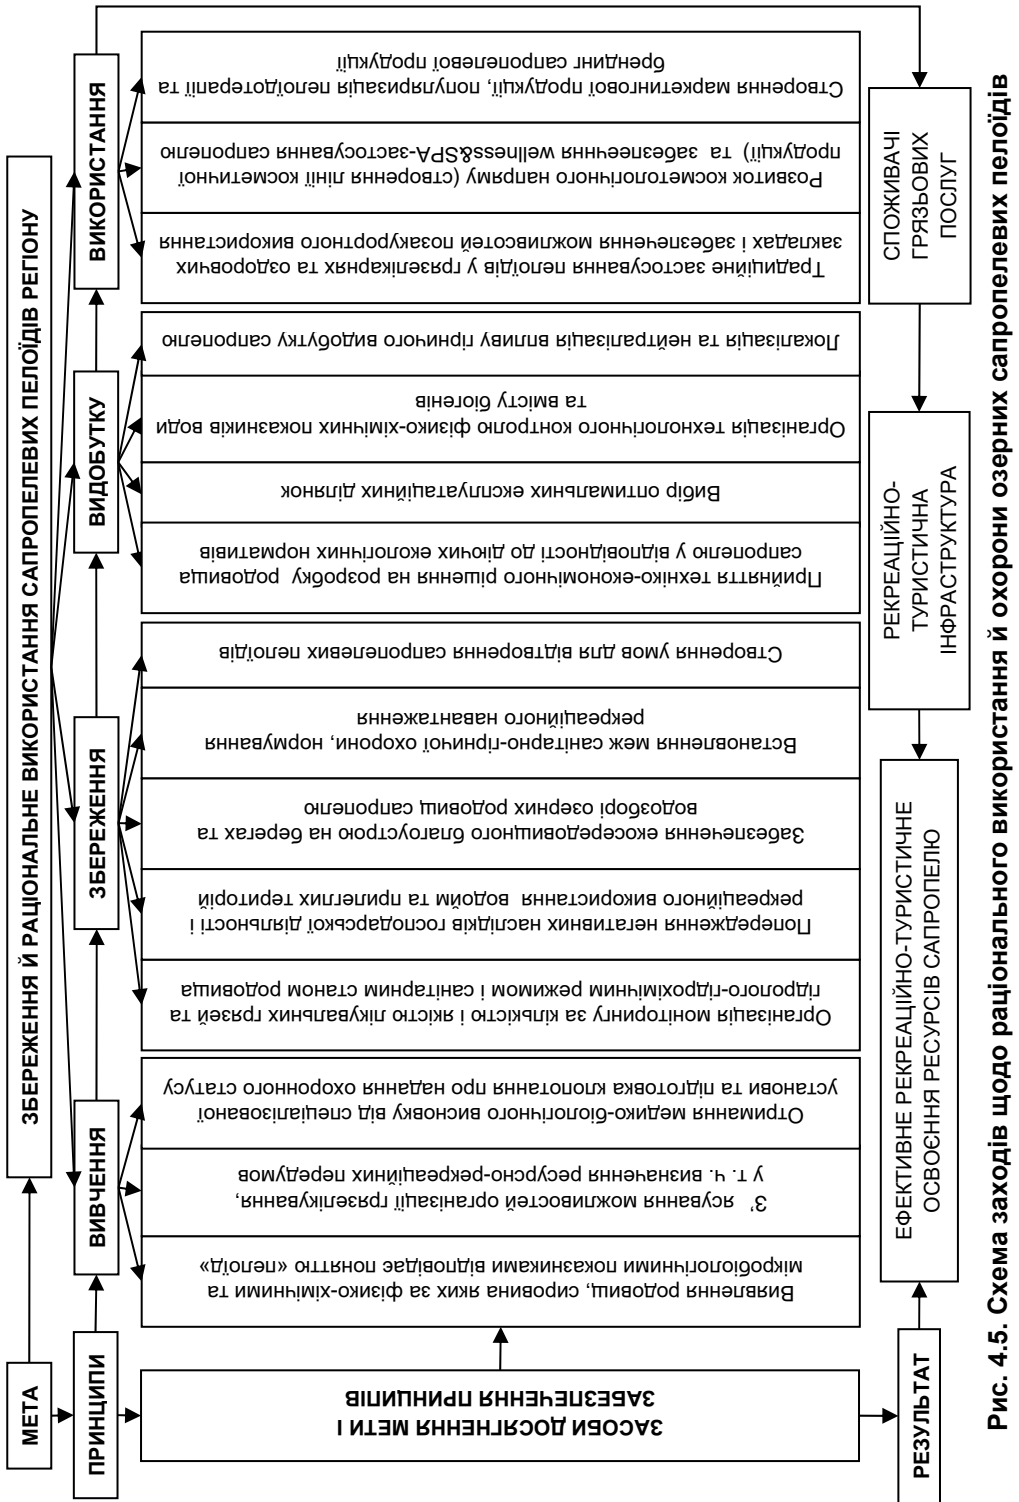 МЕТА
ЗБЕРЕЖЕННЯ Й РАЦІОНАЛЬНЕ ВИКОРИСТАННЯ САПРОПЕЛЕВИХ ПЕЛОЇДІВ РЕГІОНУ
ПРИНЦИПИ
ВИВЧЕННЯ
ЗБЕРЕЖЕННЯ
ВИДОБУТКУ
ВИКОРИСТАННЯ
ЗАСОБИ ДОСЯГНЕННЯ МЕТИ І
ЗАБЕЗПЕЧЕННЯ ПРИНЦИПІВ
Виявлення родовищ, сировина яких за фізико-хімічними та
мікробіологічними показниками відповідає поняттю «пелоїд»
З’ ясування можливостей організації грязелікування,
у т. ч. визначення ресурсно-рекреаційних передумов
Отримання медико-біологічного висновку від спеціалізованої
установи та підготовка клопотання про надання охоронного статусу
Організація моніторингу за кількістю і якістю лікувальних грязей та
гідролого-гідрохімічним режимом і санітарним станом родовища
Попередження негативних наслідків господарської діяльності і
рекреаційного використання водойм та прилеглих територій
Забезпечення екосередовищного благоустрою на берегах та
водозборі озерних родовищ сапропелю
Встановлення меж санітарно-гірничої охорони, нормування
рекреаційного навантаження
Створення умов для відтворення сапропелевих пелоїдів
Прийняття техніко-економічного рішення на розробку родовища
сапропелю у відповідності до діючих екологічних нормативів
Вибір оптимальних експлуатаційних ділянок
Організація технологічного контролю фізико-хімічних показників води
та вмісту біогенів
Локалізація та нейтралізація впливу гірничого видобутку сапропелю
Традиційне застосування пелоїдів у грязелікарнях та оздоровчих
закладах і забезпечення можливостей позакурортного використання
Розвиток косметологічного напряму (створення лінії косметичної
продукції) та забезпеечння wellness&SPA-застосування сапропелю
Створення маркетингової продукції, популяризація пелоїдотерапії та
брендинг сапропелевої продукції
РЕЗУЛЬТАТ
ЕФЕКТИВНЕ РЕКРЕАЦІЙНО-ТУРИСТИЧНЕ
ОСВОЄННЯ РЕСУРСІВ САПРОПЕЛЮ
РЕКРЕАЦІЙНО-
ТУРИСТИЧНА
ІНФРАСТРУКТУРА
СПОЖИВАЧІ
ГРЯЗЬОВИХ
ПОСЛУГ
Рис. 4.5. Схема заходів щодо раціонального використання й охорони озерних сапропелевих пелоїдів